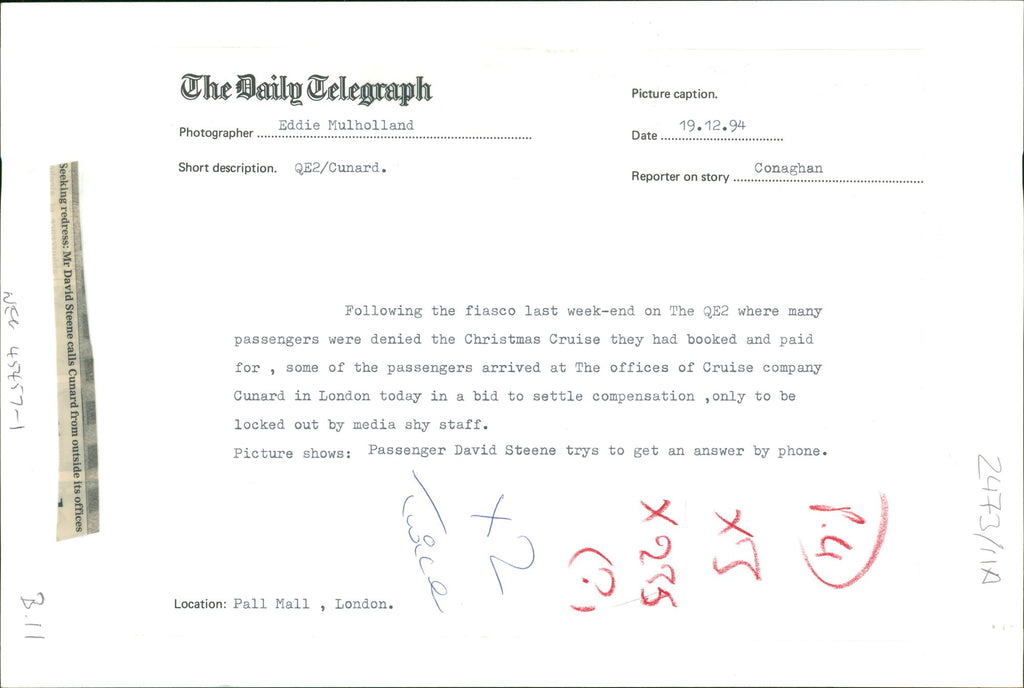 The Daily Telegraph
Photographer Eddie Mulholland
Short description. QE2/Cunard.
Picture caption.
Date 19.12.94
Reporter on story Conaghan
Seeking redress: Mr David Steene calls Cunard from outside its offices
Following the fiasco last week-end on The QE2 where many
passengers were denied the Christmas Cruise they had booked and paid
for , some of the passengers arrived at The offices of Cruise company
Cunard in London today in a bid to settle compensation ,only to be
locked out by media shy staff.
Picture shows: Passenger David Steene trys to get an answer by phone.
Location: Pall Mall , London.
Twice
x2
P.4
2473/11A
B.11